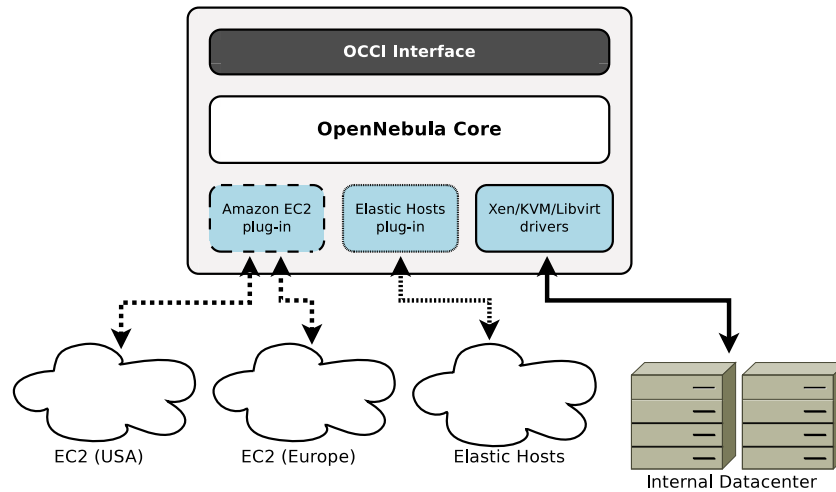 OCCI Interface
OpenNebula Core
Amazon EC2
plug-in
Elastic Hosts
plug-in
Xen/KVM/Libvirt
drivers
EC2 (USA)
EC2 (Europe)
Elastic Hosts
Internal Datacenter